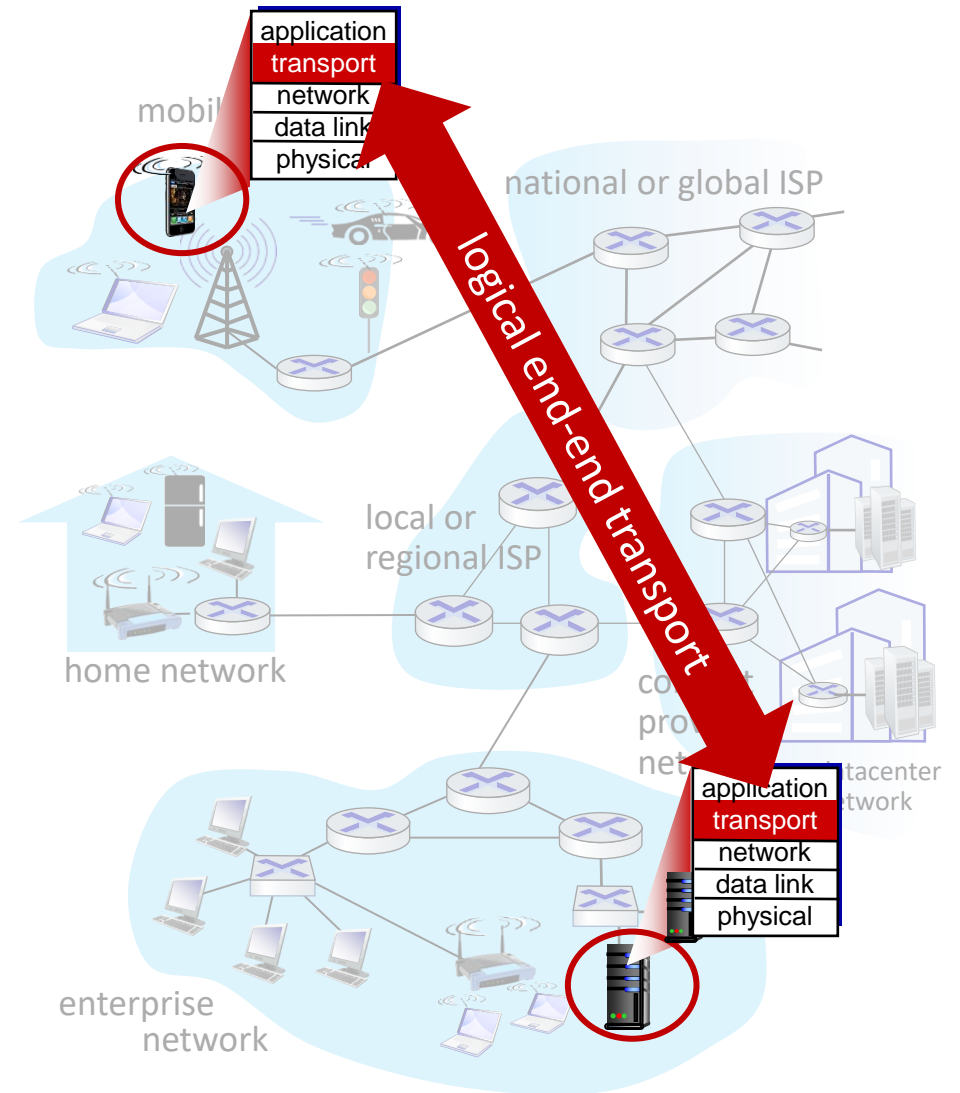 application
transport
network
data link
physical
national or global ISP
logical end-end transport
local or
regional ISP
home network
application
transport
network
data link
physical
network
enterprise
network